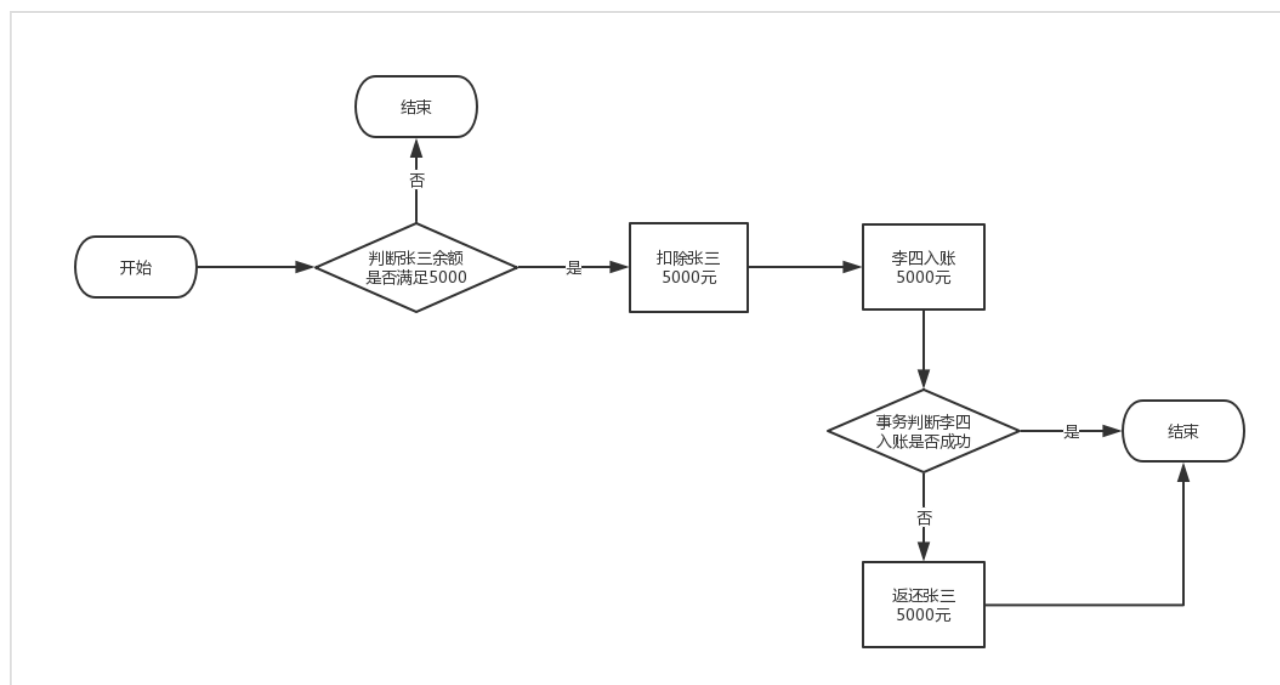 结束
否
开始
判断张三余额
是否满足5000
是
扣除张三
5000元
李四入账
5000元
事务判断李四
入账是否成功
是
结束
否
返还张三
5000元